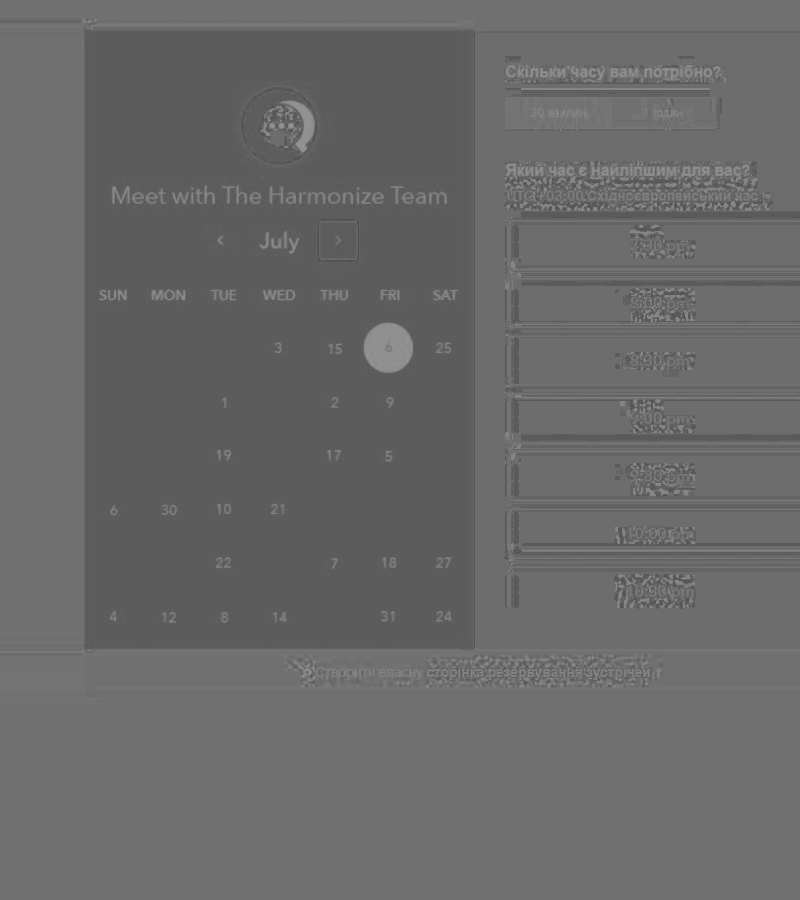 Meet with The Harmonize Team
‹ July ›
SUN MON TUE WED THU FRI SAT
3 15 6 25
1 2 9
19 17 5
6 30 10 21
22 7 18 27
4 12 8 14 31 24
Скільки часу вам потрібно?
30 хвилин 1 годин
Який час є найліпшим для вас?
UTC+03:00 Східноєвропейський час
7:30 pm
8:00 pm
8:30 pm
9:00 pm
9:30 pm
10:00 pm
10:30 pm
Створити власну сторінка резервування зустрічей